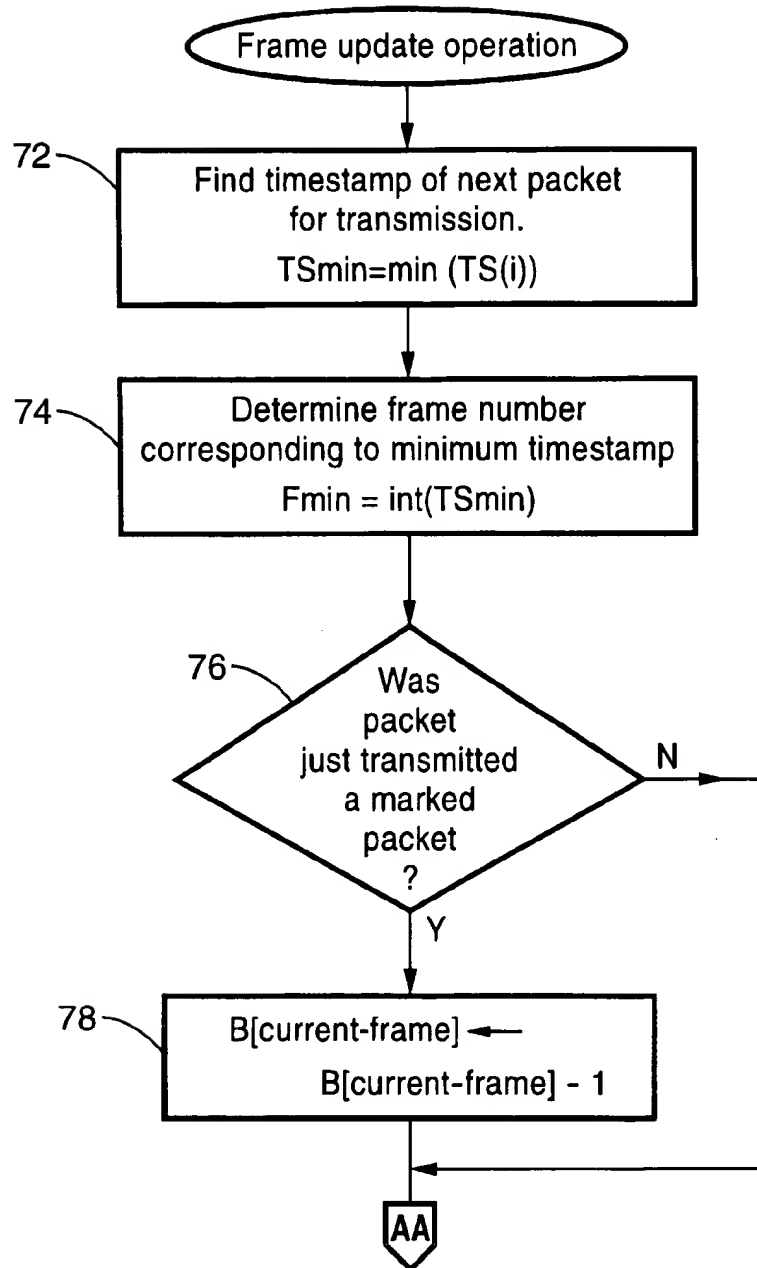 Frame update operation
72
Find timestamp of next packet
for transmission.
TSmin=min (TS(i))
74
Determine frame number
corresponding to minimum timestamp
Fmin = int(TSmin)
76
Was
packet
just transmitted
a marked
packet
?
N
Y
78
B[current-frame] ←
B[current-frame] - 1
AA